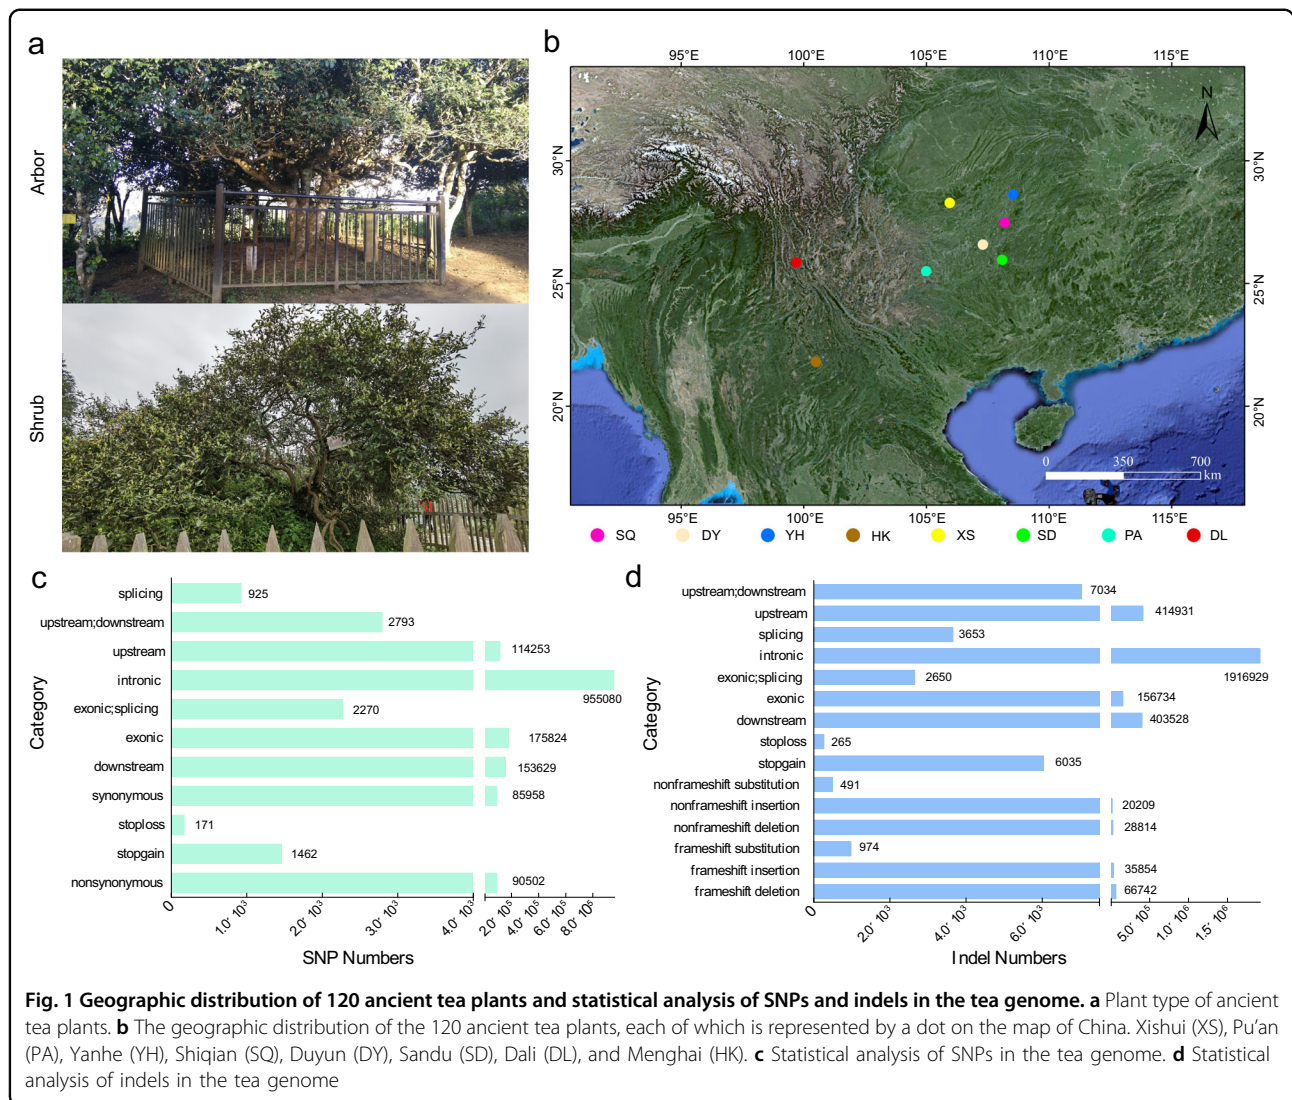 a
Arbor
Shrub
b
95°E 100°E 105°E 110°E 115°E
30°N 30°N
25°N 25°N
20°N 20°N
N
0 350 700
km
95°E 100°E 105°E 110°E 115°E
SQ DY YH HK XS SD PA DL
c
Category
splicing 925
upstream;downstream 2793
upstream 114253
intronic 955080
exonic;splicing 2270
exonic 175824
downstream 153629
synonymous 85958
stoploss 171
stopgain 1462
nonsynonymous 90502
0 1.0·10³ 2.0·10³ 3.0·10³ 4.0·10³ 2.0·10⁵ 4.0·10⁵ 6.0·10⁵ 8.0·10⁵
SNP Numbers
d
Category
upstream;downstream 7034
upstream 414931
splicing 3653
intronic 1916929
exonic;splicing 2650
exonic 156734
downstream 403528
stoploss 265
stopgain 6035
nonframeshift substitution 491
nonframeshift insertion 20209
nonframeshift deletion 28814
frameshift substitution 974
frameshift insertion 35854
frameshift deletion 66742
0 2.0·10³ 4.0·10³ 6.0·10³ 5.0·10⁵ 1.0·10⁶ 1.5·10⁶
Indel Numbers
Fig. 1 Geographic distribution of 120 ancient tea plants and statistical analysis of SNPs and indels in the tea genome. a Plant type of ancient
tea plants. b The geographic distribution of the 120 ancient tea plants, each of which is represented by a dot on the map of China. Xishui (XS), Pu'an
(PA), Yanhe (YH), Shiqian (SQ), Duyun (DY), Sandu (SD), Dali (DL), and Menghai (HK). c Statistical analysis of SNPs in the tea genome. d Statistical
analysis of indels in the tea genome